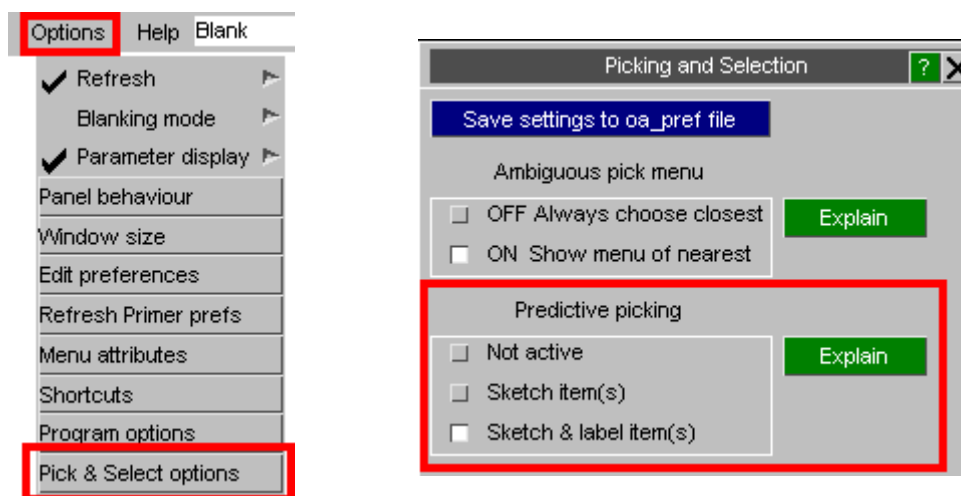 Options Help Blank
Refresh
Blanking mode
Parameter display
Panel behaviour
Window size
Edit preferences
Refresh Primer prefs
Menu attributes
Shortcuts
Program options
Pick & Select options
Picking and Selection ? X
Save settings to oa_pref file
Ambiguous pick menu
OFF Always choose closest Explain
ON Show menu of nearest
Predictive picking
Not active Explain
Sketch item(s)
Sketch & label item(s)